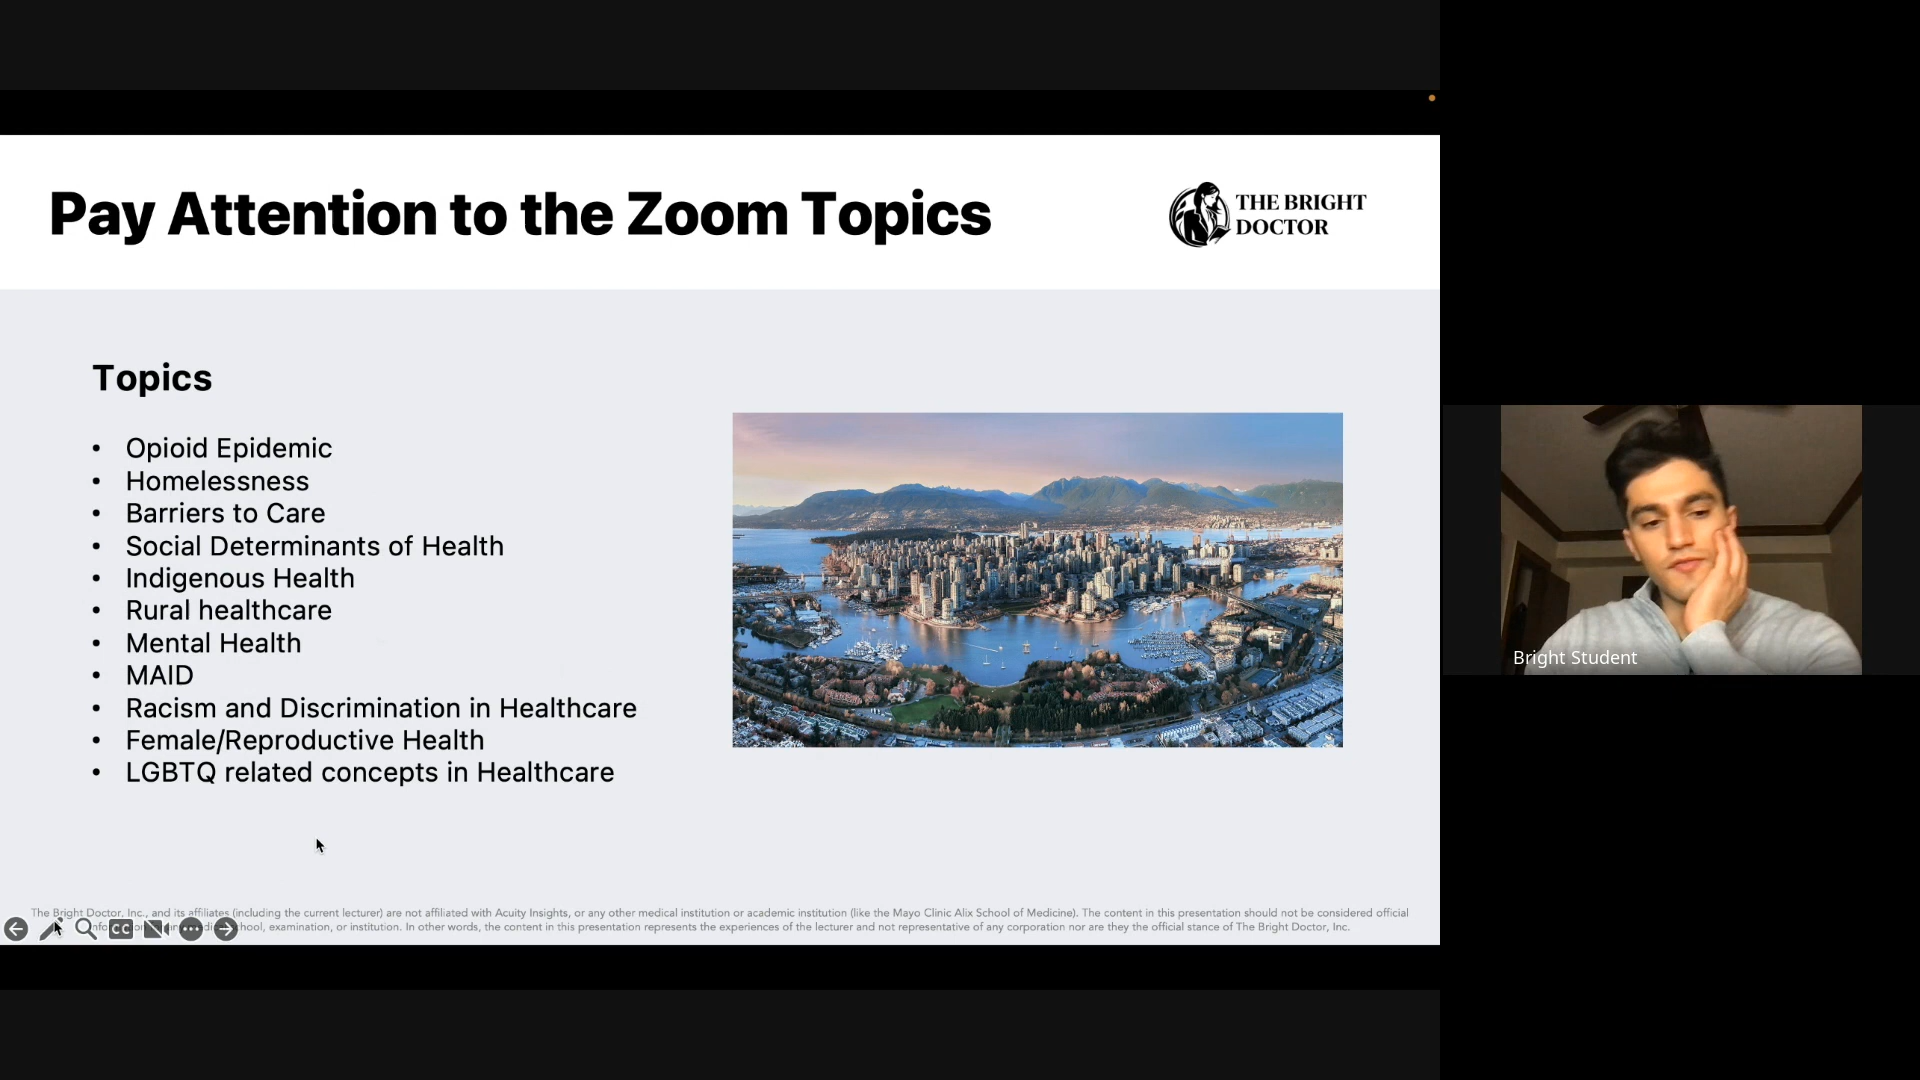 Pay Attention to the Zoom Topics
THE BRIGHT
DOCTOR
Topics
• Opioid Epidemic
• Homelessness
• Barriers to Care
• Social Determinants of Health
• Indigenous Health
• Rural healthcare
• Mental Health
• MAID
• Racism and Discrimination in Healthcare
• Female/Reproductive Health
• LGBTQ related concepts in Healthcare
Bright Student
The Bright Doctor, Inc., and its affiliates (including the current lecturer) are not affiliated with Acuity Insights, or any other medical institution or academic institution (like the Mayo Clinic Alix School of Medicine). The content in this presentation should not be considered official
examination, or institution. In other words, the content in this presentation represents the experiences of the lecturer and not representative of any corporation nor are they the official stance of The Bright Doctor, Inc.
CC